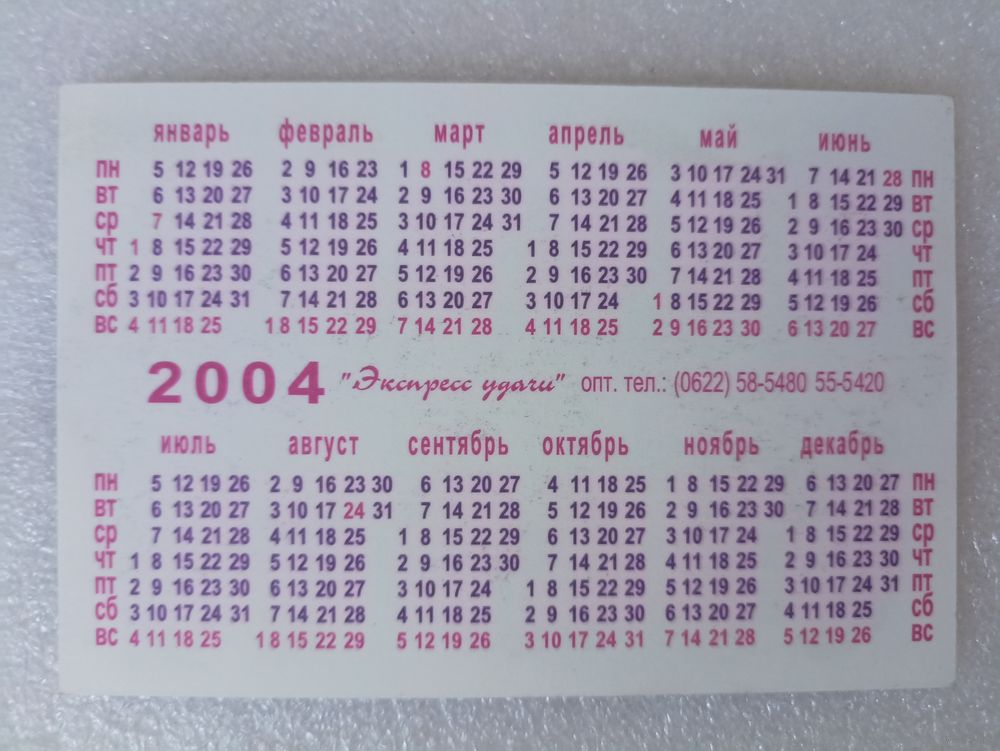 январь февраль март апрель май июнь
пн 5 12 19 26 2 9 16 23 1 8 15 22 29 5 12 19 26 3 10 17 24 31 7 14 21 28 пн
вт 6 13 20 27 3 10 17 24 2 9 16 23 30 6 13 20 27 4 11 18 25 1 8 15 22 29 вт
ср 7 14 21 28 4 11 18 25 3 10 17 24 31 7 14 21 28 5 12 19 26 2 9 16 23 30 ср
чт 1 8 15 22 29 5 12 19 26 4 11 18 25 1 8 15 22 29 6 13 20 27 3 10 17 24 чт
пт 2 9 16 23 30 6 13 20 27 5 12 19 26 2 9 16 23 30 7 14 21 28 4 11 18 25 пт
сб 3 10 17 24 31 7 14 21 28 6 13 20 27 3 10 17 24 1 8 15 22 29 5 12 19 26 сб
вс 4 11 18 25 1 8 15 22 29 7 14 21 28 4 11 18 25 2 9 16 23 30 6 13 20 27 вс
2004 "Экспресс удачи" опт. тел.: (0622) 58-5480 55-5420
июль август сентябрь октябрь ноябрь декабрь
пн 5 12 19 26 2 9 16 23 30 6 13 20 27 4 11 18 25 1 8 15 22 29 6 13 20 27 пн
вт 6 13 20 27 3 10 17 24 31 7 14 21 28 5 12 19 26 2 9 16 23 30 7 14 21 28 вт
ср 7 14 21 28 4 11 18 25 1 8 15 22 29 6 13 20 27 3 10 17 24 1 8 15 22 29 ср
чт 1 8 15 22 29 5 12 19 26 2 9 16 23 30 7 14 21 28 4 11 18 25 2 9 16 23 30 чт
пт 2 9 16 23 30 6 13 20 27 3 10 17 24 1 8 15 22 29 5 12 19 26 3 10 17 24 31 пт
сб 3 10 17 24 31 7 14 21 28 4 11 18 25 2 9 16 23 30 6 13 20 27 4 11 18 25 сб
вс 4 11 18 25 1 8 15 22 29 5 12 19 26 3 10 17 24 31 7 14 21 28 5 12 19 26 вс